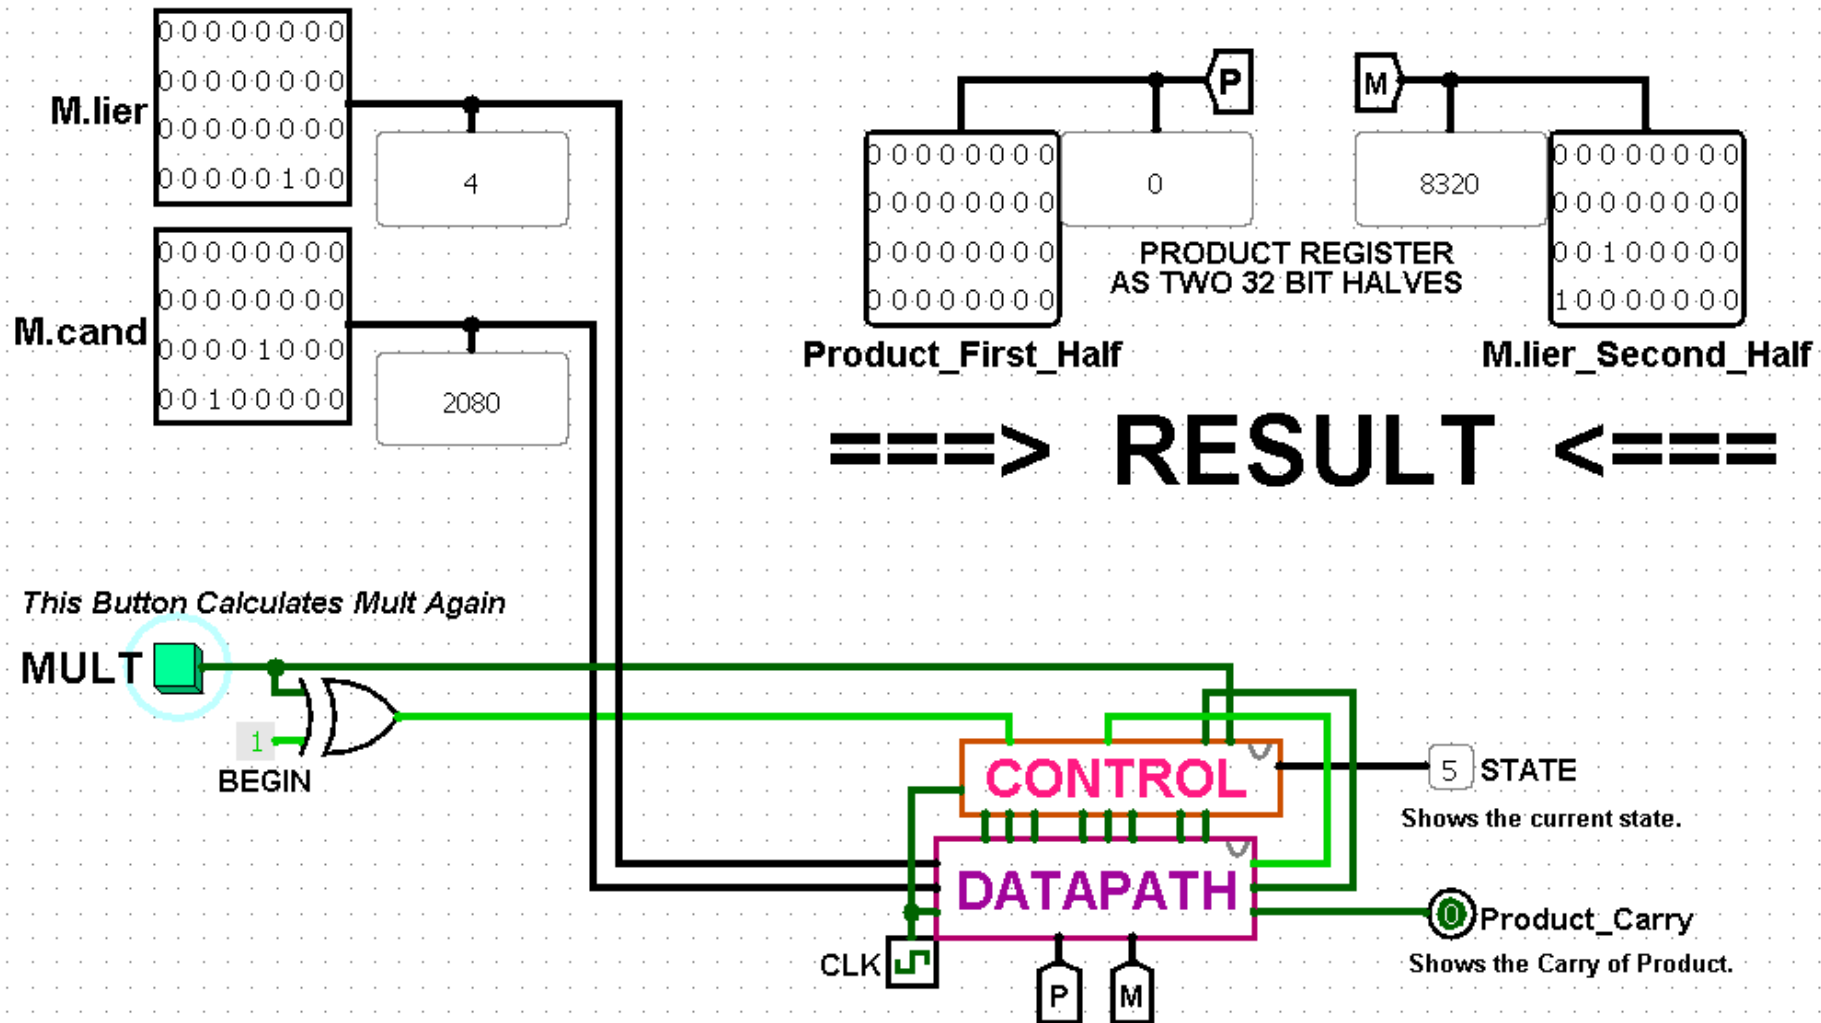 M.lier
0 0 0 0 0 0 0 0
0 0 0 0 0 0 0 0
0 0 0 0 0 0 0 0
0 0 0 0 0 1 0 0
4
M.cand
0 0 0 0 0 0 0 0
0 0 0 0 0 0 0 0
0 0 0 0 1 0 0 0
0 0 1 0 0 0 0 0
2080
P
M
0 0 0 0 0 0 0 0
0 0 0 0 0 0 0 0
0 0 0 0 0 0 0 0
0 0 0 0 0 0 0 0
0
8320
0 0 0 0 0 0 0 0
0 0 0 0 0 0 0 0
0 0 1 0 0 0 0 0
1 0 0 0 0 0 0 0
PRODUCT REGISTER
AS TWO 32 BIT HALVES
Product_First_Half
M.lier_Second_Half
===> RESULT <===
This Button Calculates Mult Again
MULT
1
BEGIN
CONTROL
5 STATE
Shows the current state.
DATAPATH
0 Product_Carry
Shows the Carry of Product.
CLK
P
M